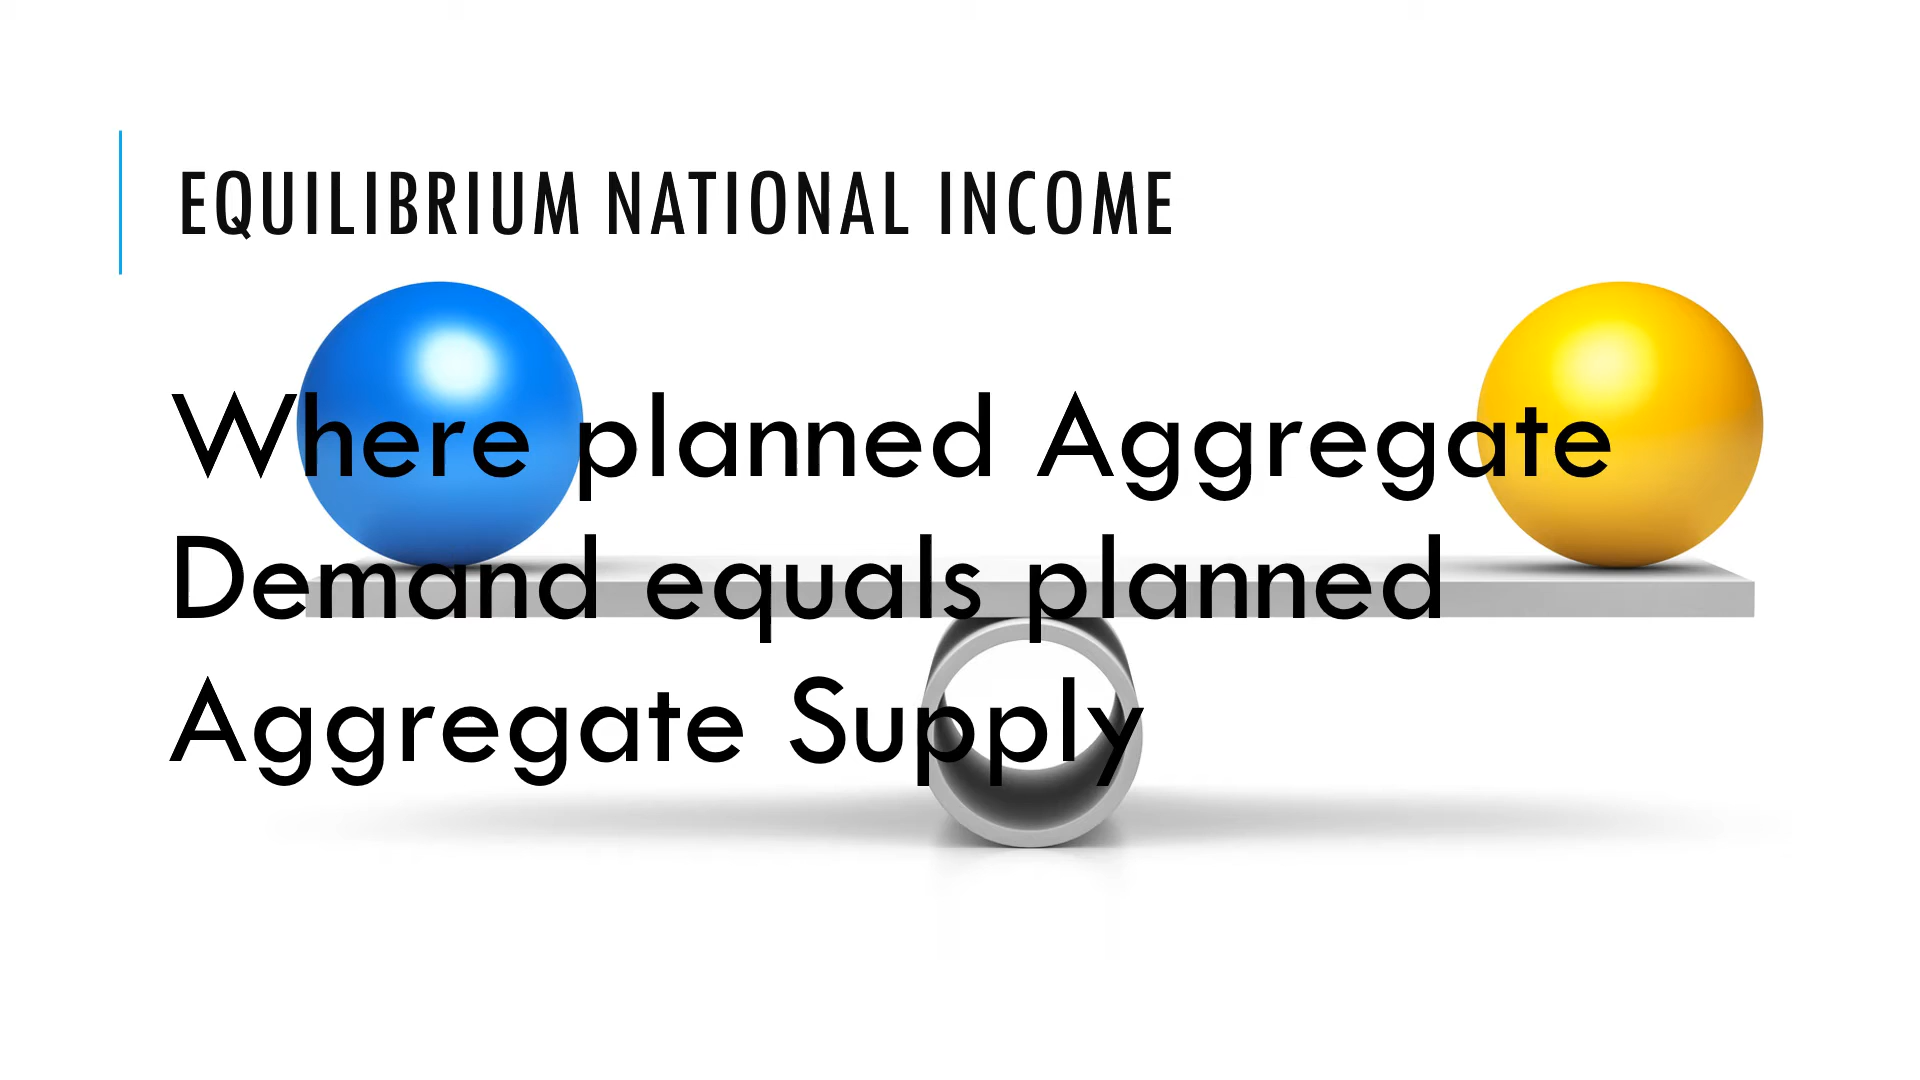 EQUILIBRIUM NATIONAL INCOME
Where planned Aggregate
Demand equals planned
Aggregate Supply